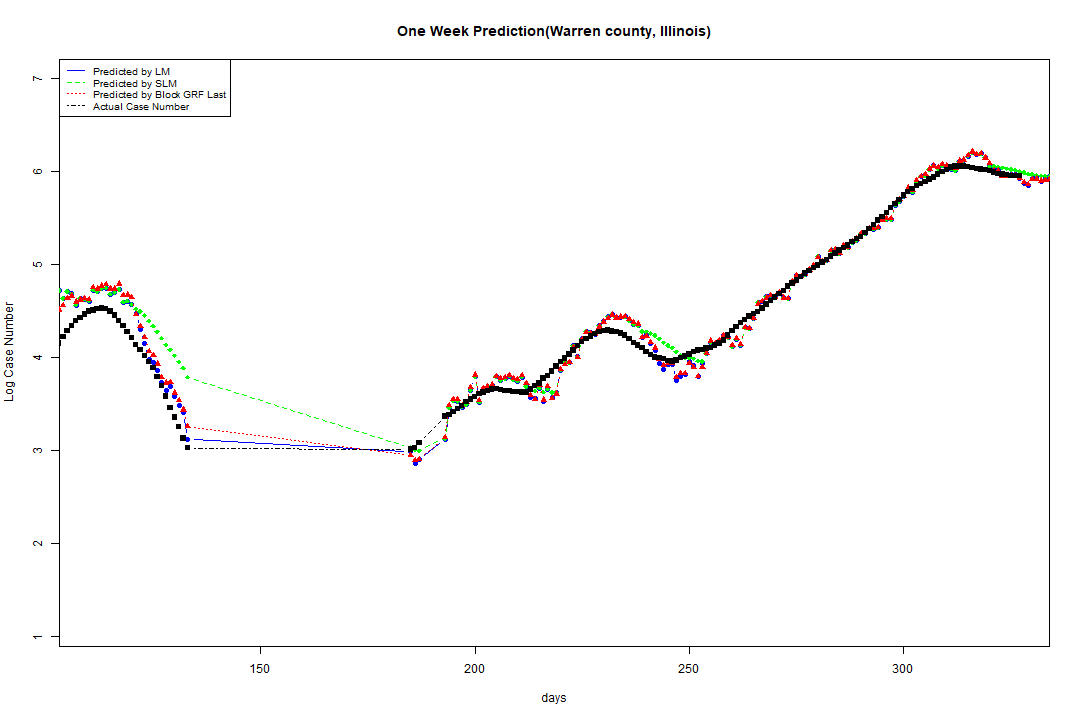 One Week Prediction(Warren county, Illinois)
Predicted by LM
Predicted by SLM
Predicted by Block GRF Last
Actual Case Number
7
6
5
4
3
2
1
Log Case Number
150 200 250 300
days